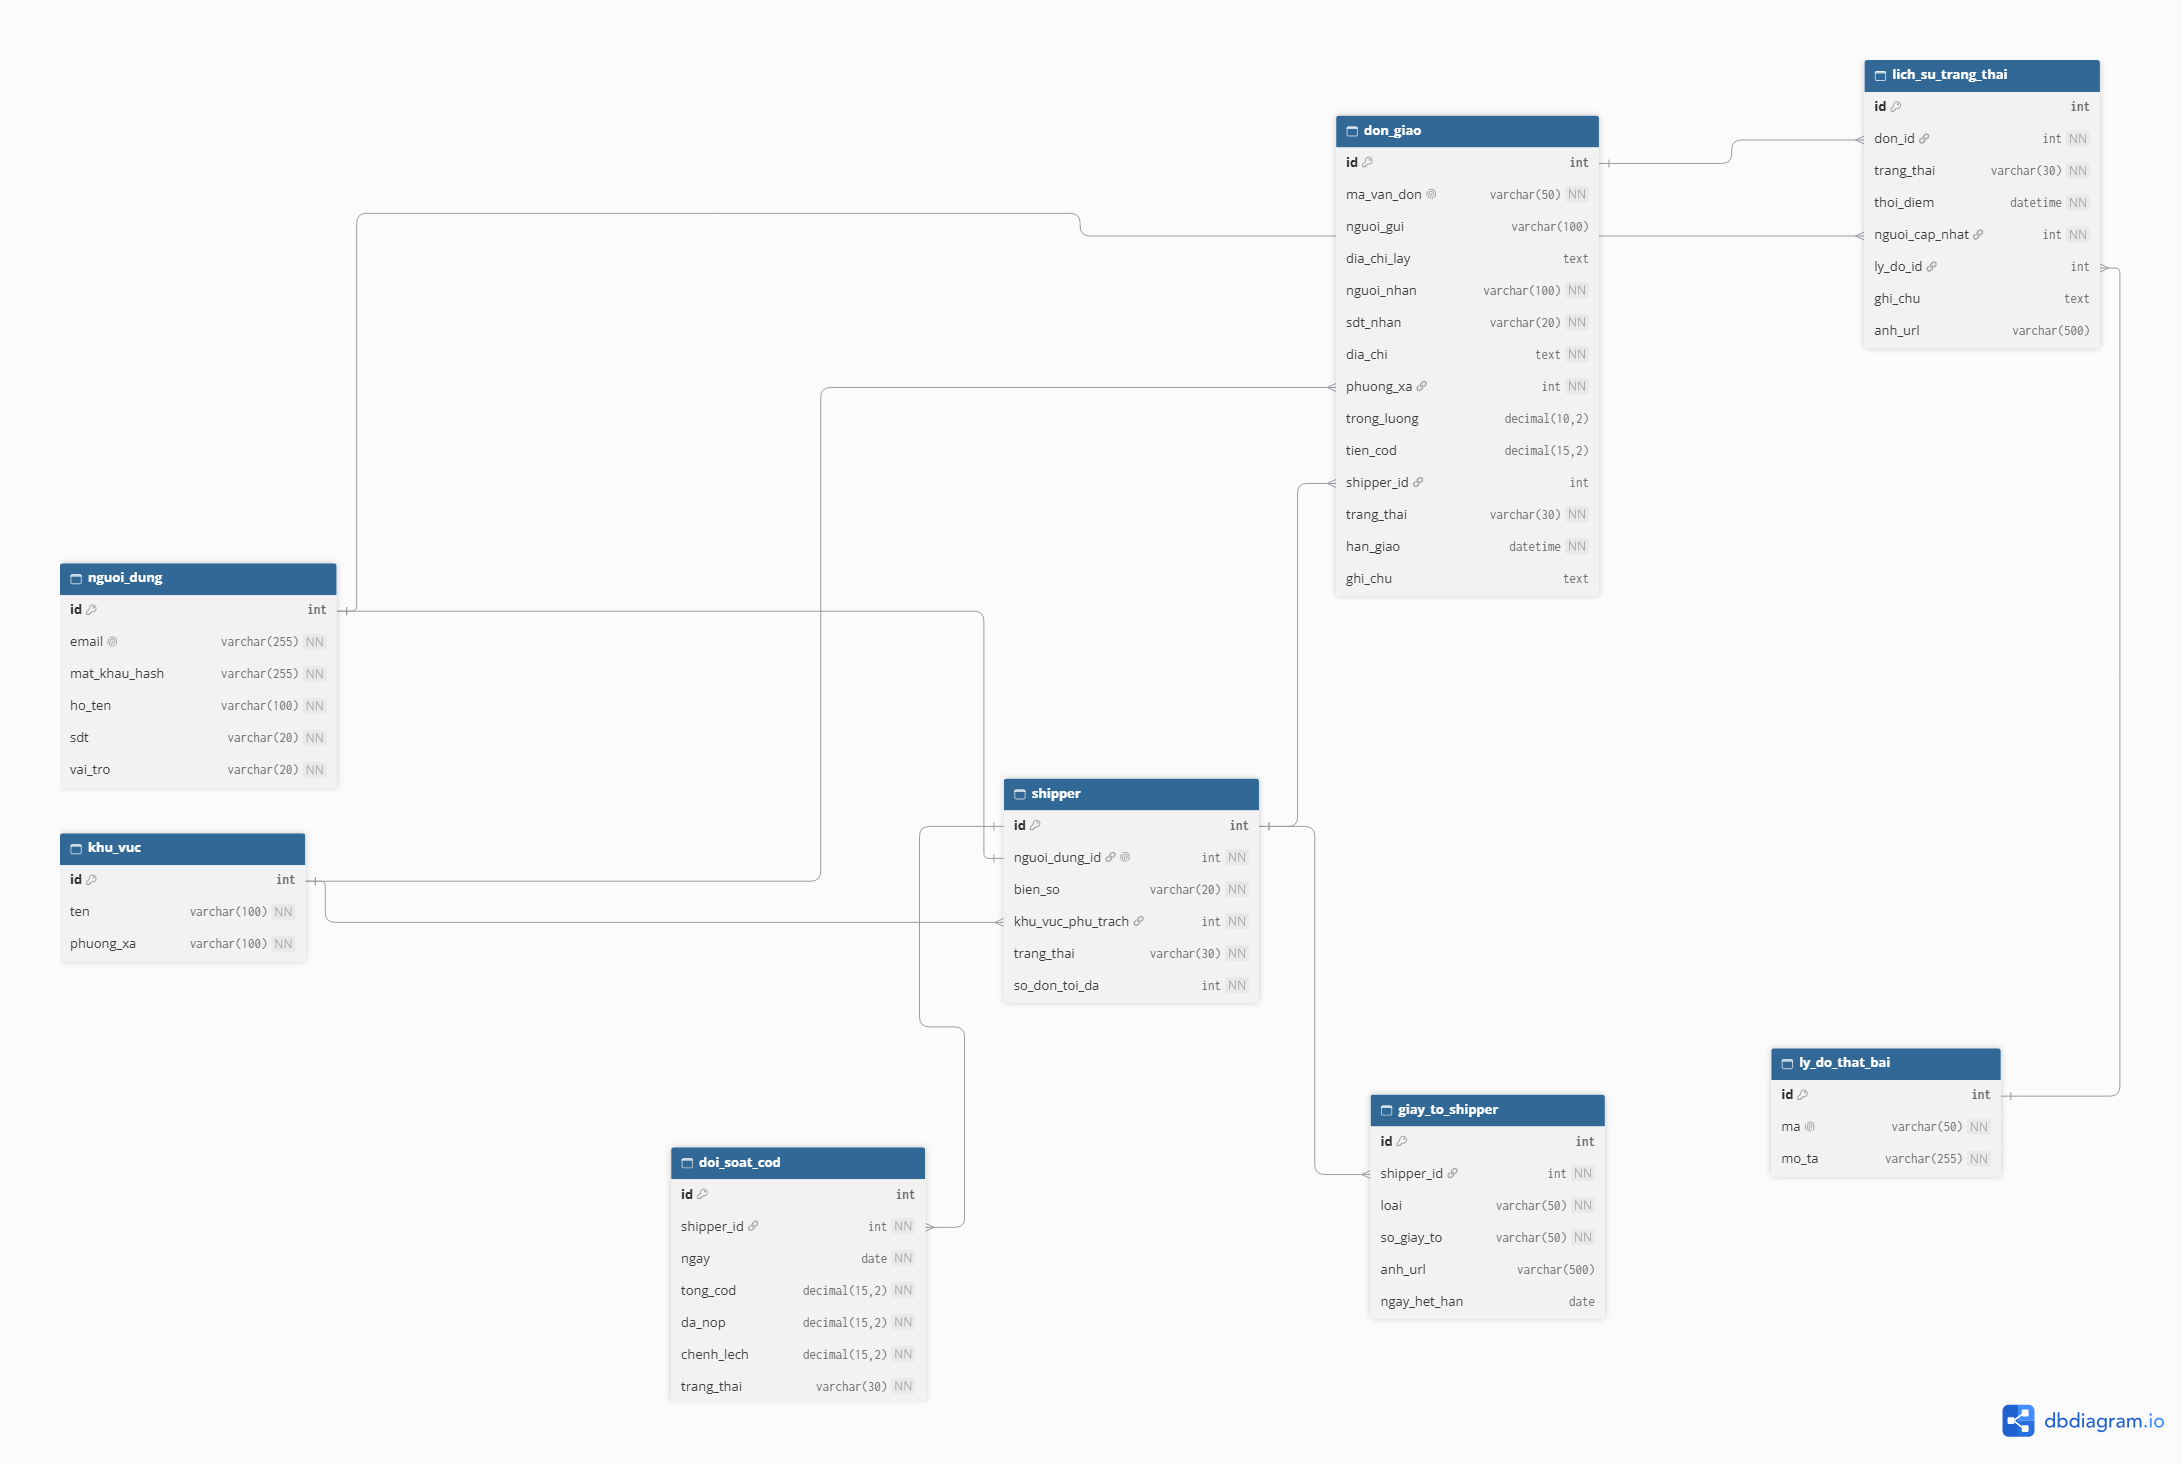 lich_su_trang_thai
id int
don_id int NN
trang_thai varchar(30) NN
thoi_diem datetime NN
nguoi_cap_nhat int NN
ly_do_id int
ghi_chu text
anh_url varchar(500)
don_giao
id int
ma_van_don varchar(50) NN
nguoi_gui varchar(100)
dia_chi_lay text
nguoi_nhan varchar(100) NN
sdt_nhan varchar(20) NN
dia_chi text NN
phuong_xa int NN
trong_luong decimal(10,2)
tien_cod decimal(15,2)
shipper_id int
trang_thai varchar(30) NN
han_giao datetime NN
ghi_chu text
nguoi_dung
id int
email varchar(255) NN
mat_khau_hash varchar(255) NN
ho_ten varchar(100) NN
sdt varchar(20) NN
vai_tro varchar(20) NN
shipper
id int
nguoi_dung_id int NN
bien_so varchar(20) NN
khu_vuc_phu_trach int NN
trang_thai varchar(30) NN
so_don_toi_da int NN
khu_vuc
id int
ten varchar(100) NN
phuong_xa varchar(100) NN
ly_do_that_bai
id int
ma varchar(50) NN
mo_ta varchar(255) NN
giay_to_shipper
id int
shipper_id int NN
loai varchar(50) NN
so_giay_to varchar(50) NN
anh_url varchar(500)
ngay_het_han date
doi_soat_cod
id int
shipper_id int NN
ngay date NN
tong_cod decimal(15,2) NN
da_nop decimal(15,2) NN
chenh_lech decimal(15,2) NN
trang_thai varchar(30) NN
dbdiagram.io